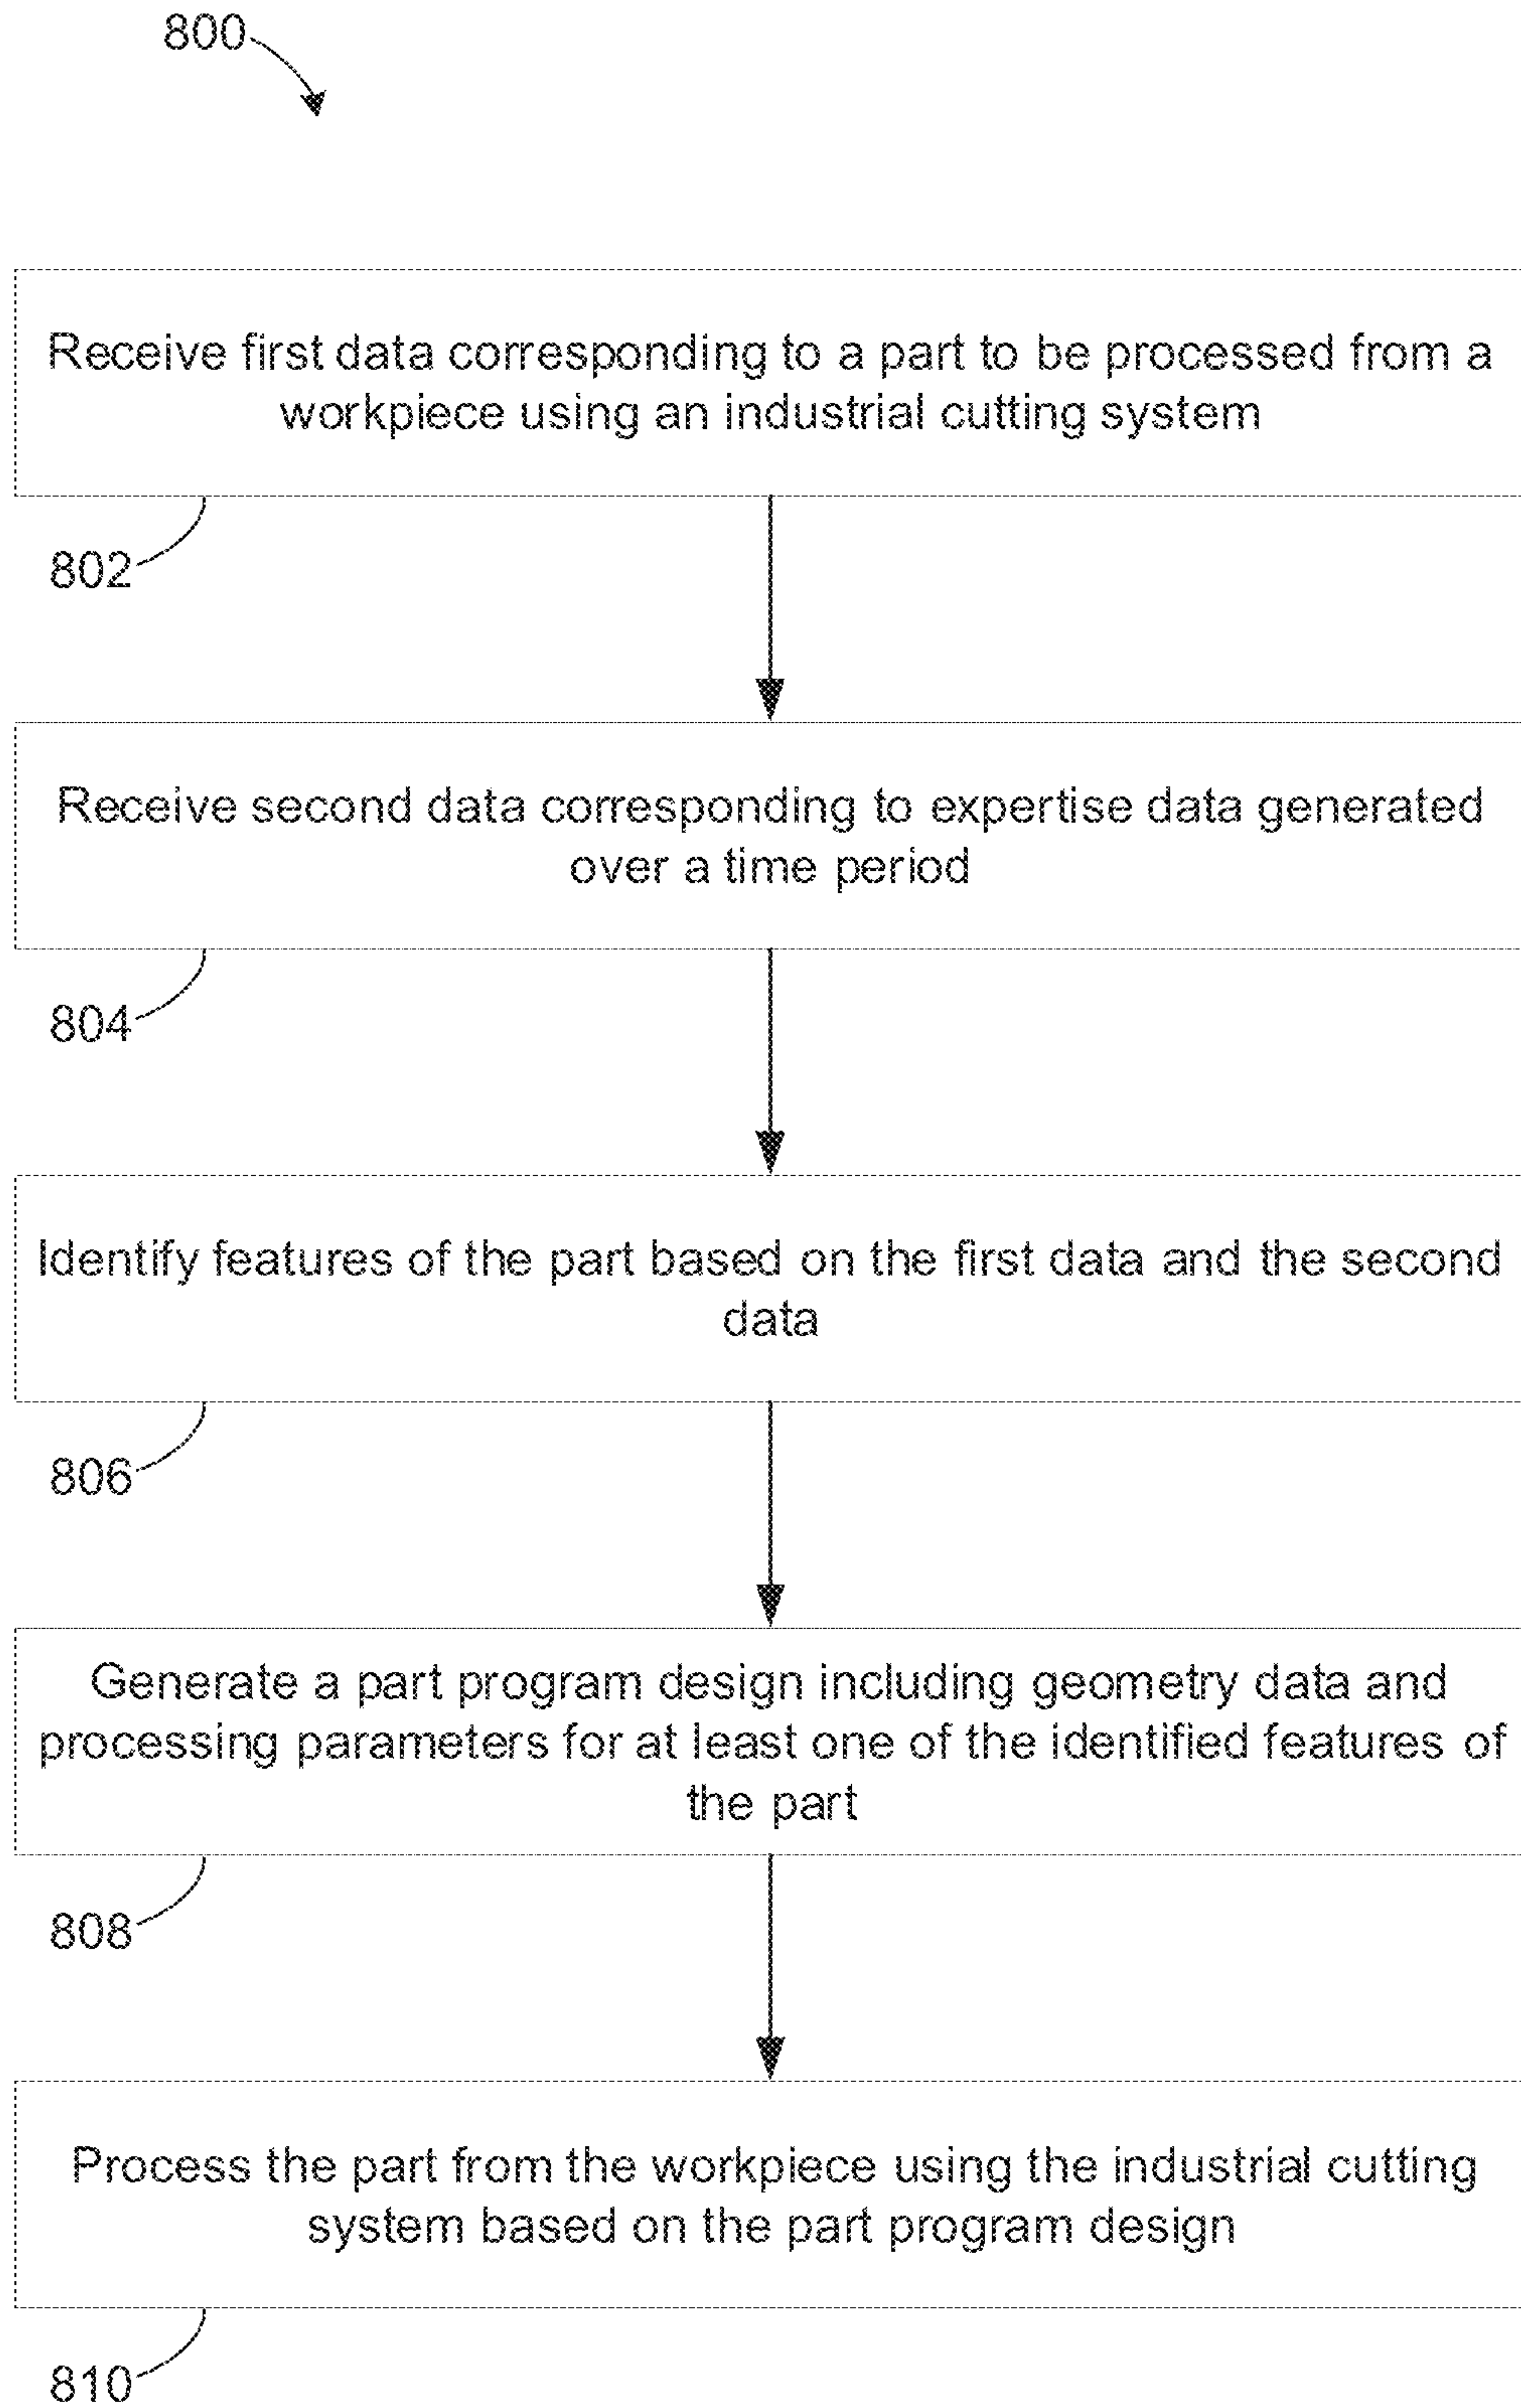 800
Receive first data corresponding to a part to be processed from a
workpiece using an industrial cutting system
802
Receive second data corresponding to expertise data generated
over a time period
804
Identify features of the part based on the first data and the second
data
806
Generate a part program design including geometry data and
processing parameters for at least one of the identified features of
the part
808
Process the part from the workpiece using the industrial cutting
system based on the part program design
810